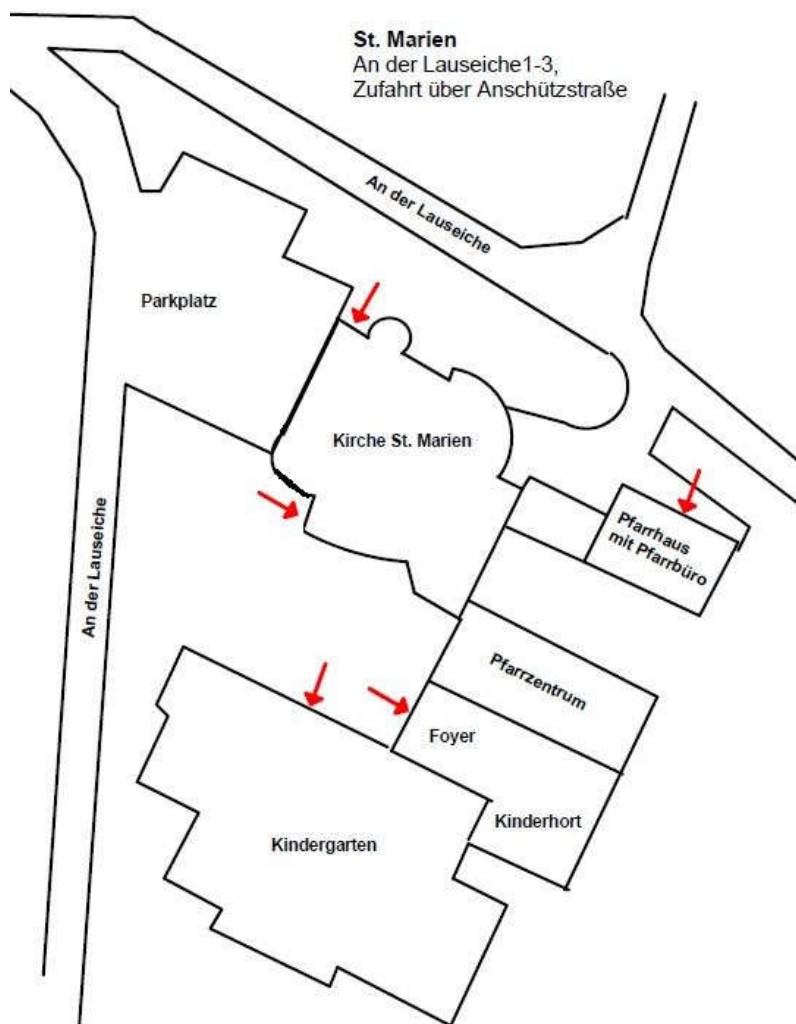 St. Marien
An der Lauseiche1-3,
Zufahrt über Anschützstraße
An der Lauseiche
Parkplatz
Kirche St. Marien
Pfarrhaus
mit Pfarrbüro
An der Lauseiche
Pfarrzentrum
Foyer
Kinderhort
Kindergarten